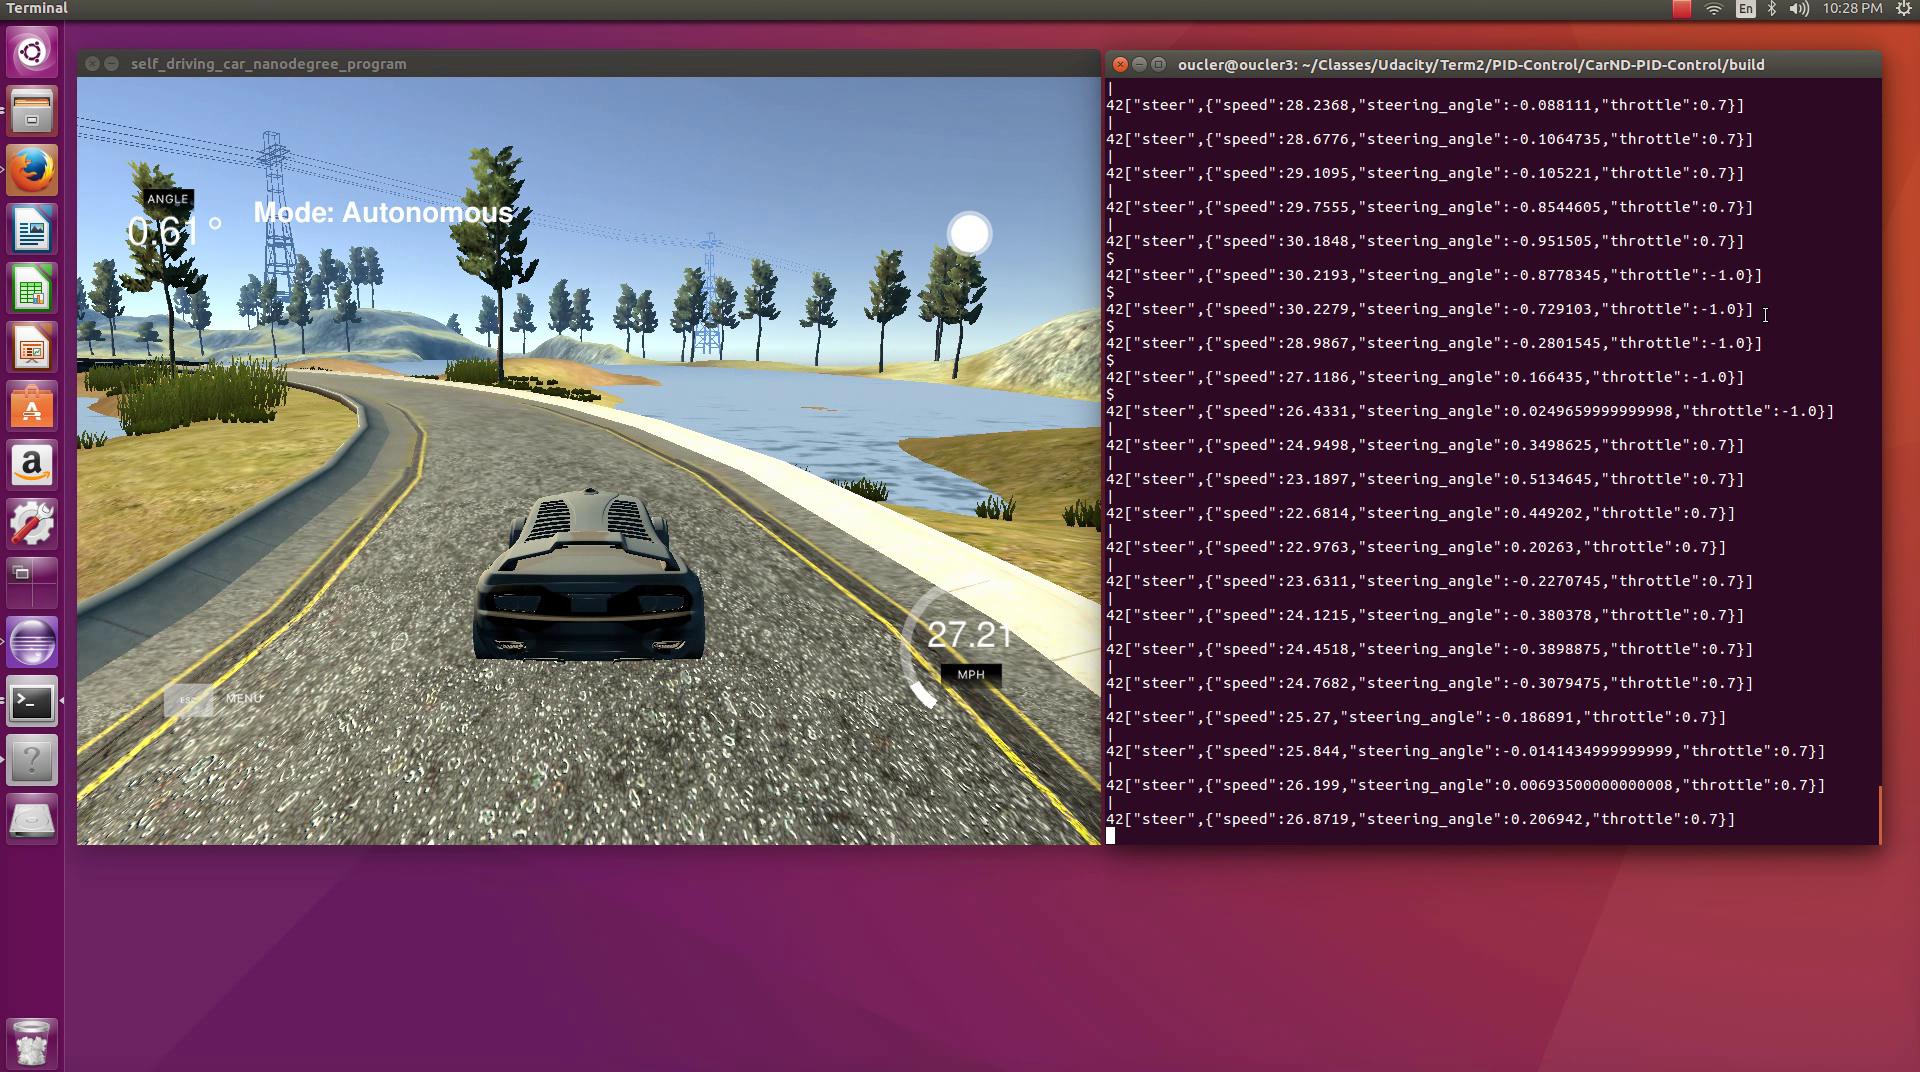 Terminal
En
10:28 PM
self_driving_car_nanodegree_program
ANGLE
0.61°
Mode: Autonomous
27.21
MPH
ESC
MENU
a
?
oucler@oucler3: ~/Classes/Udacity/Term2/PID-Control/CarND-PID-Control/build
|
42["steer",{"speed":28.2368,"steering_angle":-0.088111,"throttle":0.7}]
|
42["steer",{"speed":28.6776,"steering_angle":-0.1064735,"throttle":0.7}]
|
42["steer",{"speed":29.1095,"steering_angle":-0.105221,"throttle":0.7}]
|
42["steer",{"speed":29.7555,"steering_angle":-0.8544605,"throttle":0.7}]
|
42["steer",{"speed":30.1848,"steering_angle":-0.951505,"throttle":0.7}]
$
42["steer",{"speed":30.2193,"steering_angle":-0.8778345,"throttle":-1.0}]
$
42["steer",{"speed":30.2279,"steering_angle":-0.729103,"throttle":-1.0}]
$
42["steer",{"speed":28.9867,"steering_angle":-0.2801545,"throttle":-1.0}]
$
42["steer",{"speed":27.1186,"steering_angle":0.166435,"throttle":-1.0}]
$
42["steer",{"speed":26.4331,"steering_angle":0.0249659999999998,"throttle":-1.0}]
|
42["steer",{"speed":24.9498,"steering_angle":0.3498625,"throttle":0.7}]
|
42["steer",{"speed":23.1897,"steering_angle":0.5134645,"throttle":0.7}]
|
42["steer",{"speed":22.6814,"steering_angle":0.449202,"throttle":0.7}]
|
42["steer",{"speed":22.9763,"steering_angle":0.20263,"throttle":0.7}]
|
42["steer",{"speed":23.6311,"steering_angle":-0.2270745,"throttle":0.7}]
|
42["steer",{"speed":24.1215,"steering_angle":-0.380378,"throttle":0.7}]
|
42["steer",{"speed":24.4518,"steering_angle":-0.3898875,"throttle":0.7}]
|
42["steer",{"speed":24.7682,"steering_angle":-0.3079475,"throttle":0.7}]
|
42["steer",{"speed":25.27,"steering_angle":-0.186891,"throttle":0.7}]
|
42["steer",{"speed":25.844,"steering_angle":-0.0141434999999999,"throttle":0.7}]
|
42["steer",{"speed":26.199,"steering_angle":0.00693500000000008,"throttle":0.7}]
|
42["steer",{"speed":26.8719,"steering_angle":0.206942,"throttle":0.7}]